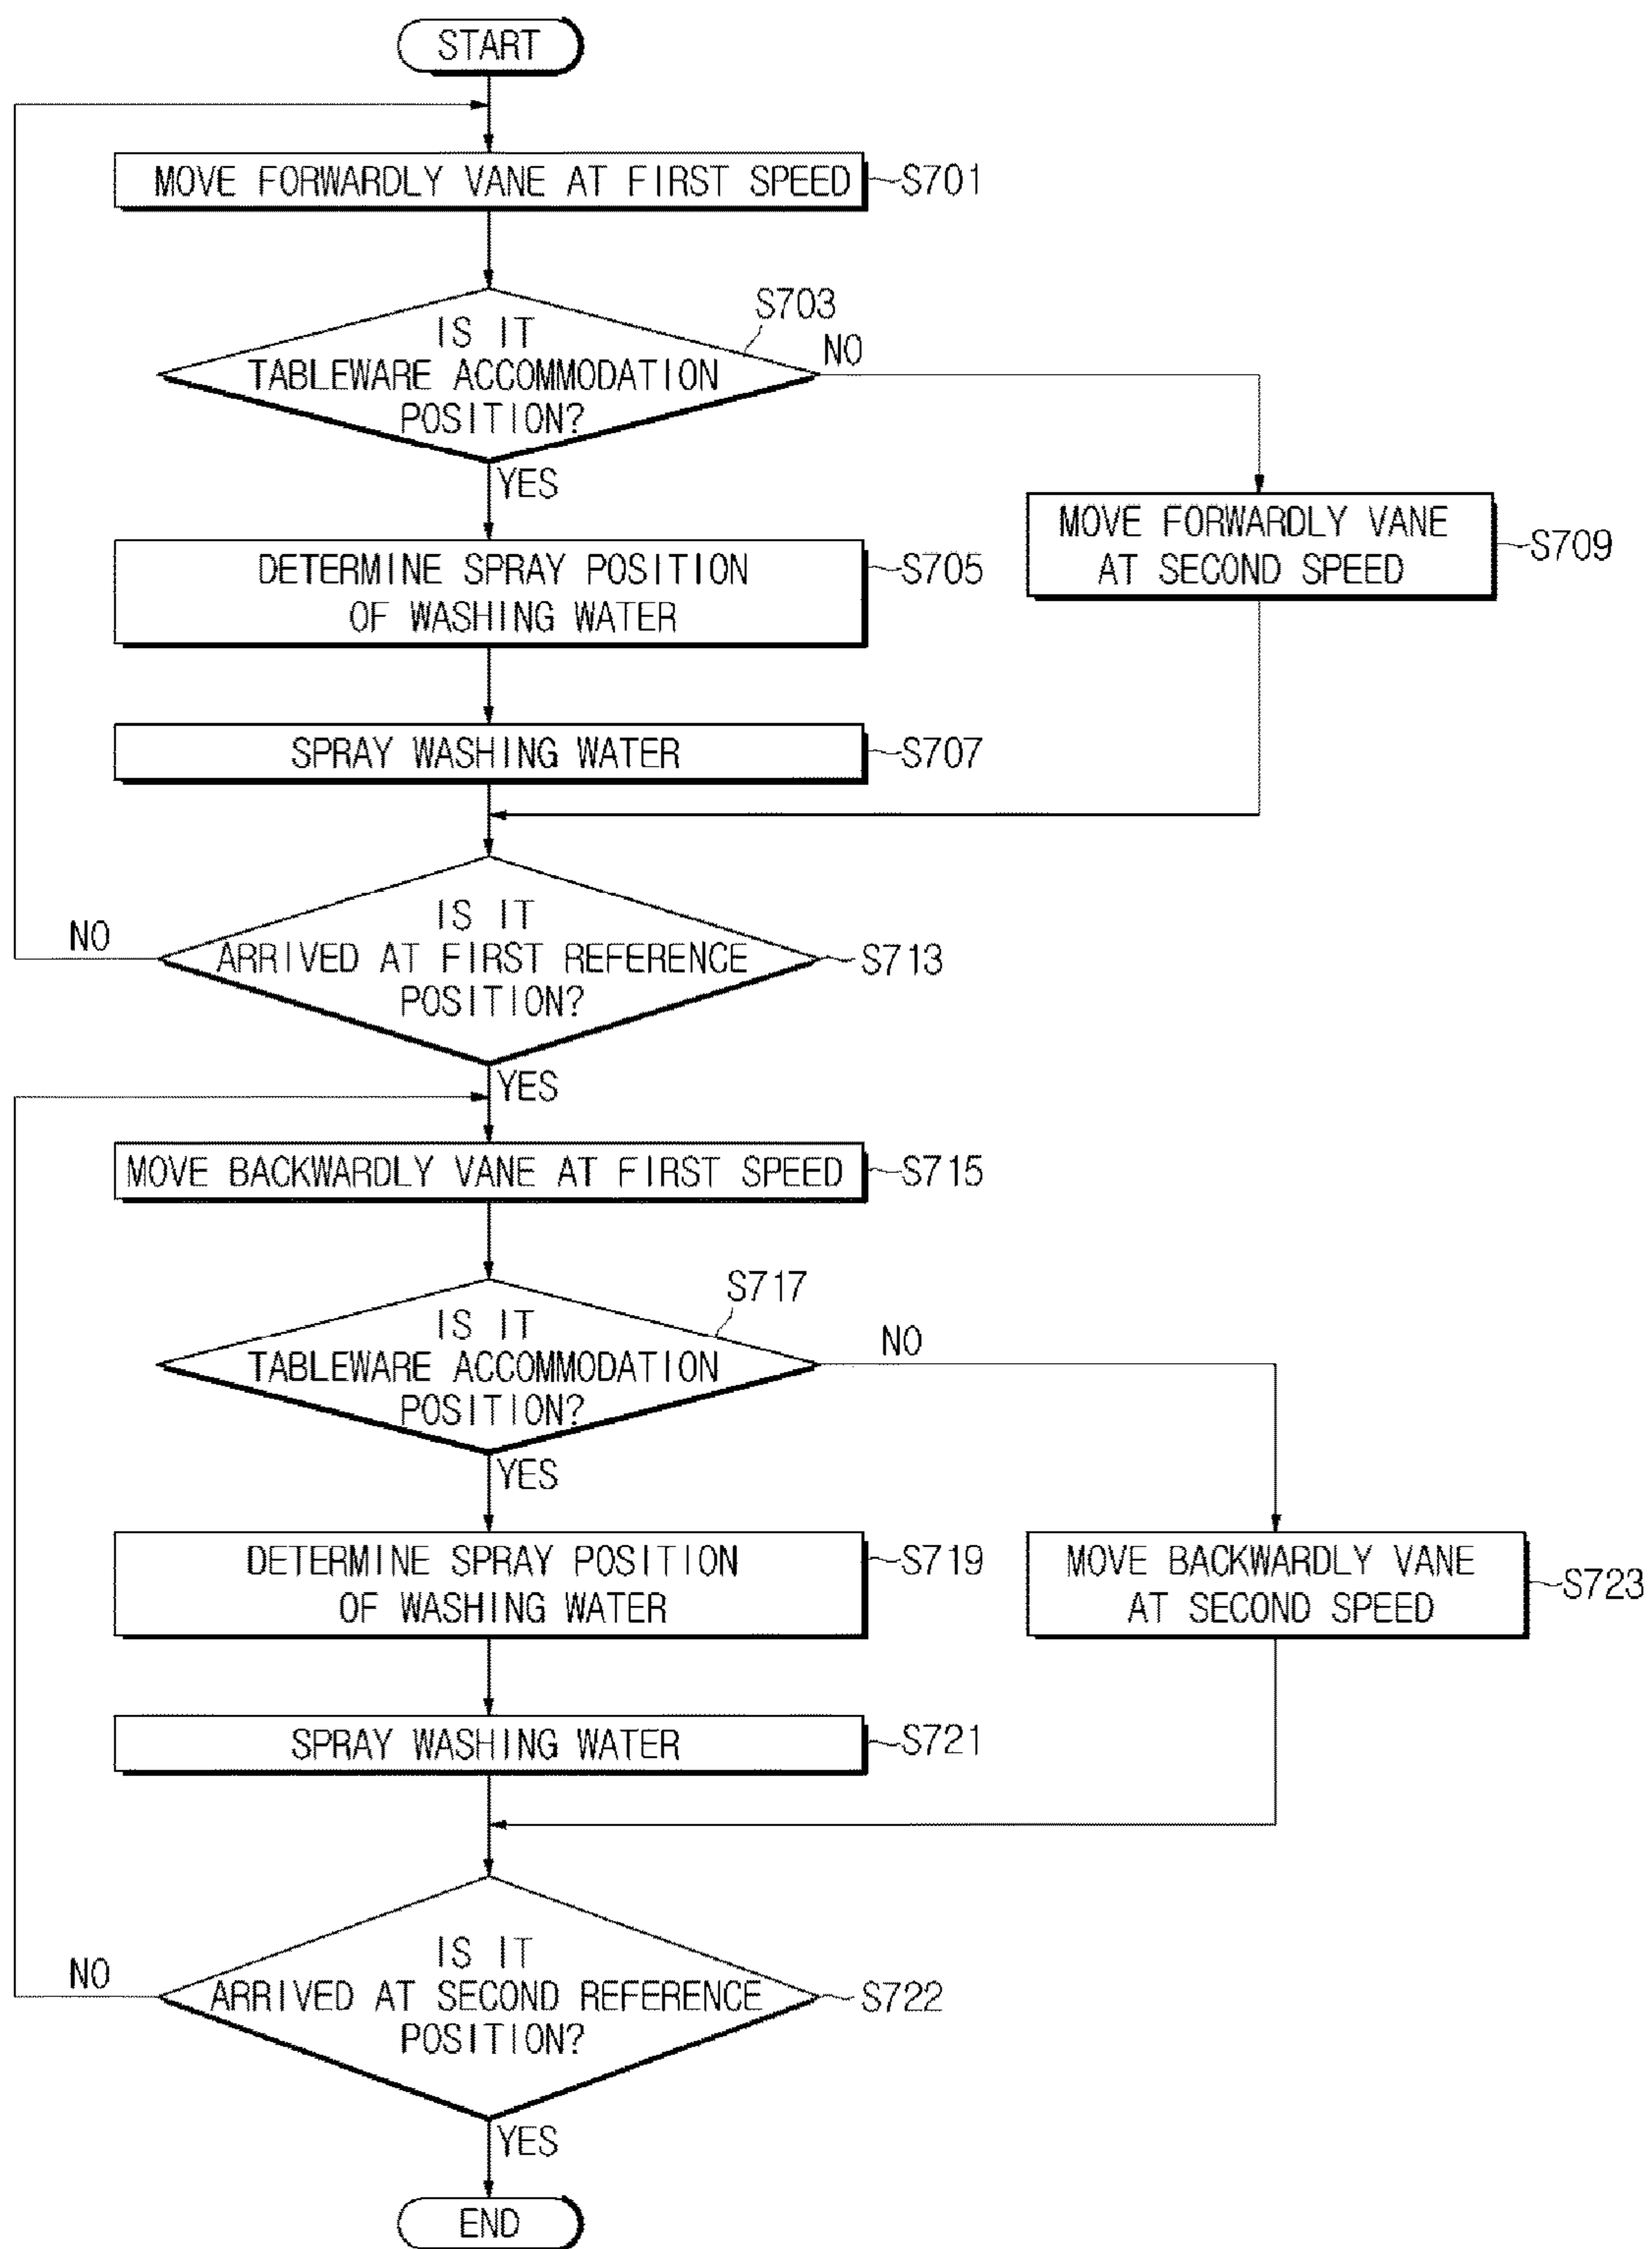 START
MOVE FORWARDLY VANE AT FIRST SPEED
S701
S703
IS IT
TABLEWARE ACCOMMODATION
POSITION?
NO
YES
MOVE FORWARDLY VANE
AT SECOND SPEED
S709
DETERMINE SPRAY POSITION
OF WASHING WATER
S705
SPRAY WASHING WATER
S707
IS IT
ARRIVED AT FIRST REFERENCE
POSITION?
NO
S713
YES
MOVE BACKWARDLY VANE AT FIRST SPEED
S715
S717
IS IT
TABLEWARE ACCOMMODATION
POSITION?
NO
YES
DETERMINE SPRAY POSITION
OF WASHING WATER
S719
MOVE BACKWARDLY VANE
AT SECOND SPEED
S723
SPRAY WASHING WATER
S721
IS IT
ARRIVED AT SECOND REFERENCE
POSITION?
NO
S722
YES
END